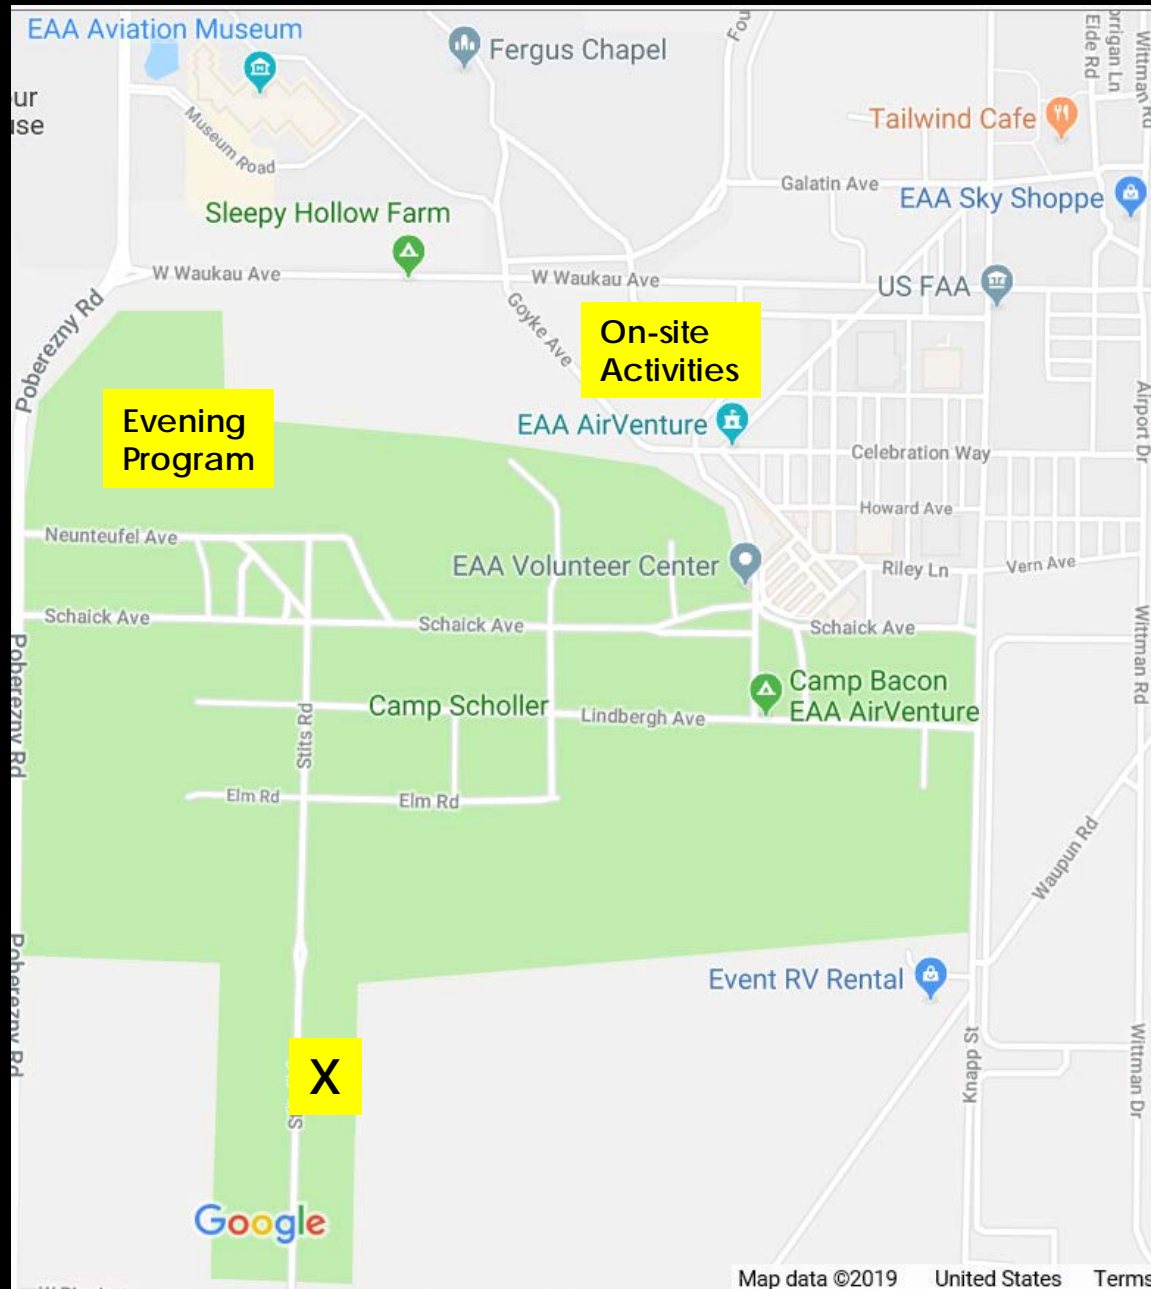 EAA Aviation Museum
Fergus Chapel
Eide Rd
Wittman Rd
Tailwind Cafe
Museum Road
Galatin Ave
EAA Sky Shoppe
Sleepy Hollow Farm
W Waukau Ave
W Waukau Ave
US FAA
Poberezny Rd
Goyke Ave
On-site
Activities
Evening
Program
EAA AirVenture
Airport Dr
Celebration Way
Howard Ave
Neunteufel Ave
EAA Volunteer Center
Riley Ln
Vern Ave
Schaick Ave
Schaick Ave
Schaick Ave
Wittman Rd
Poberezny Rd
Camp Bacon
EAA AirVenture
Camp Scholler
Lindbergh Ave
Stits Rd
Elm Rd
Elm Rd
Waupun Rd
Poberezny Rd
Event RV Rental
Knapp St
Wittman Dr
X
Google
Map data ©2019 United States Terms